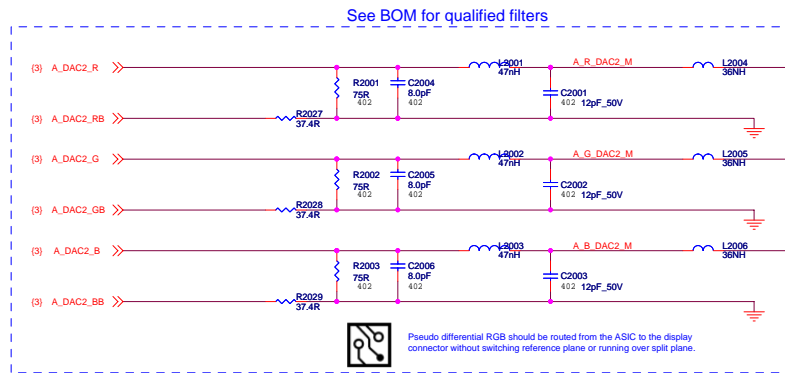 See BOM for qualified filters
{3} A_DAC2_R
R2001
75R
402
C2004
8.0pF
402
L2001
47nH
A_R_DAC2_M
L2004
36NH
C2001
402 12pF_50V
{3} A_DAC2_RB
R2027
37.4R
{3} A_DAC2_G
R2002
75R
402
C2005
8.0pF
402
L2002
47nH
A_G_DAC2_M
L2005
36NH
C2002
402 12pF_50V
{3} A_DAC2_GB
R2028
37.4R
{3} A_DAC2_B
R2003
75R
402
C2006
8.0pF
402
L2003
47nH
A_B_DAC2_M
L2006
36NH
C2003
402 12pF_50V
{3} A_DAC2_BB
R2029
37.4R
Pseudo differential RGB should be routed from the ASIC to the display
connector without switching reference plane or running over split plane.